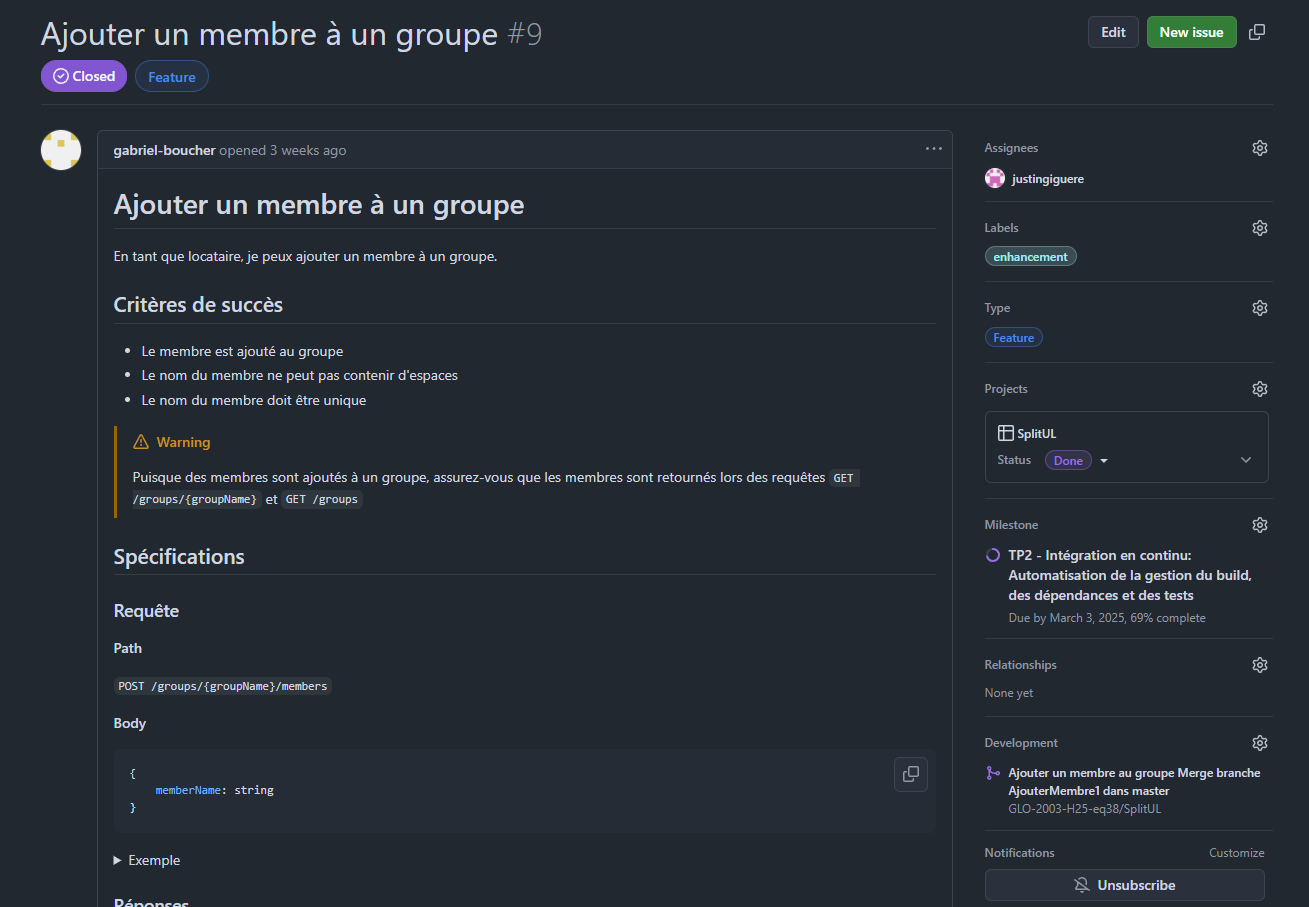 Ajouter un membre à un groupe #9
Edit
New issue
Closed
Feature
gabriel-boucher opened 3 weeks ago
Ajouter un membre à un groupe
En tant que locataire, je peux ajouter un membre à un groupe.
Critères de succès
Le membre est ajouté au groupe
Le nom du membre ne peut pas contenir d'espaces
Le nom du membre doit être unique
Warning
Puisque des membres sont ajoutés à un groupe, assurez-vous que les membres sont retournés lors des requêtes GET
/groups/{groupName} et GET /groups
Spécifications
Requête
Path
POST /groups/{groupName}/members
Body
{
memberName: string
}
Exemple
Réponses
Assignees
justingiguere
Labels
enhancement
Type
Feature
Projects
SplitUL
Status Done
Milestone
TP2 - Intégration en continu:
Automatisation de la gestion du build,
des dépendances et des tests
Due by March 3, 2025, 69% complete
Relationships
None yet
Development
Ajouter un membre au groupe Merge branche
AjouterMembre1 dans master
GLO-2003-H25-eq38/SplitUL
Notifications
Customize
Unsubscribe